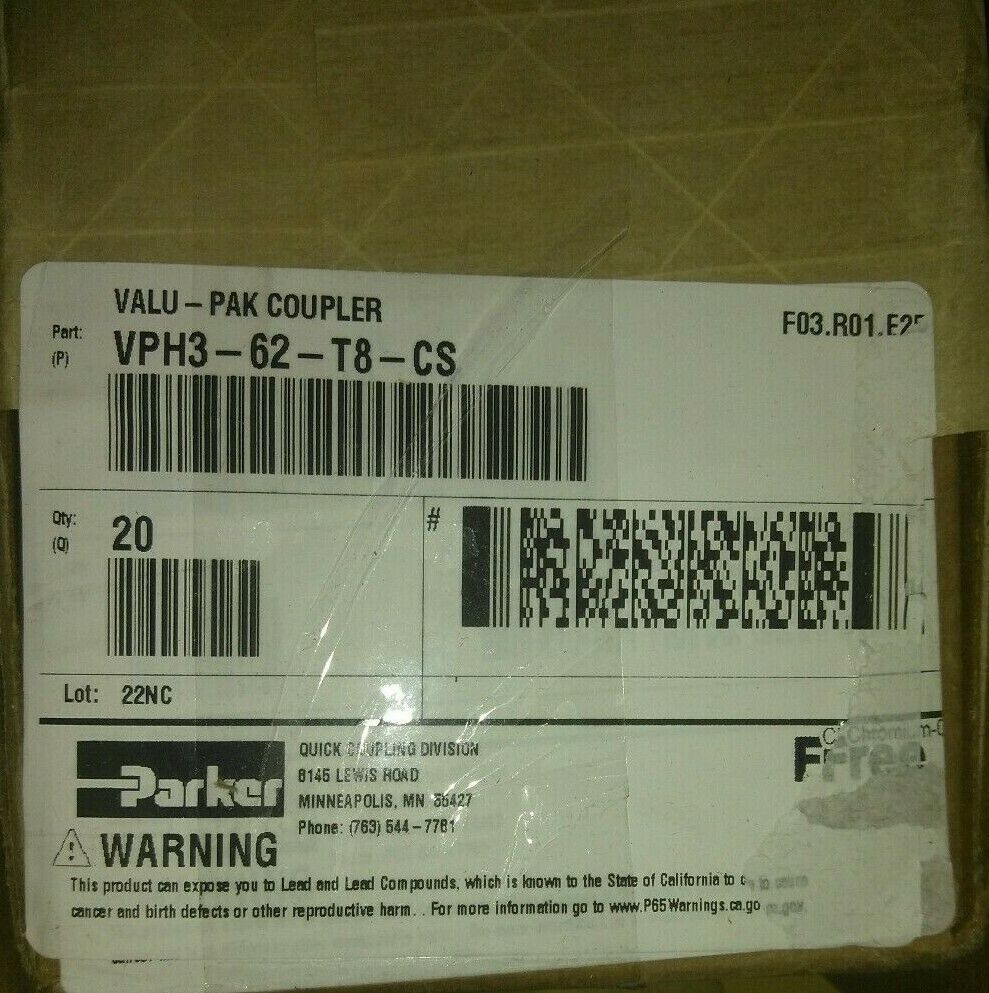 VALU-PAK COUPLER
Part:
(P)
VPH3-62-T8-CS
F03.R01.E25
Qty:
(Q)
20
#
Lot: 22NC
Parker
QUICK COUPLING DIVISION
8145 LEWIS ROAD
MINNEAPOLIS, MN 55427
Phone: (763) 544-7781
Chromium-
Free
WARNING
This product can expose you to Lead and Lead Compounds, which is known to the State of California to
cancer and birth defects or other reproductive harm. . For more information go to www.P65Warnings.ca.go